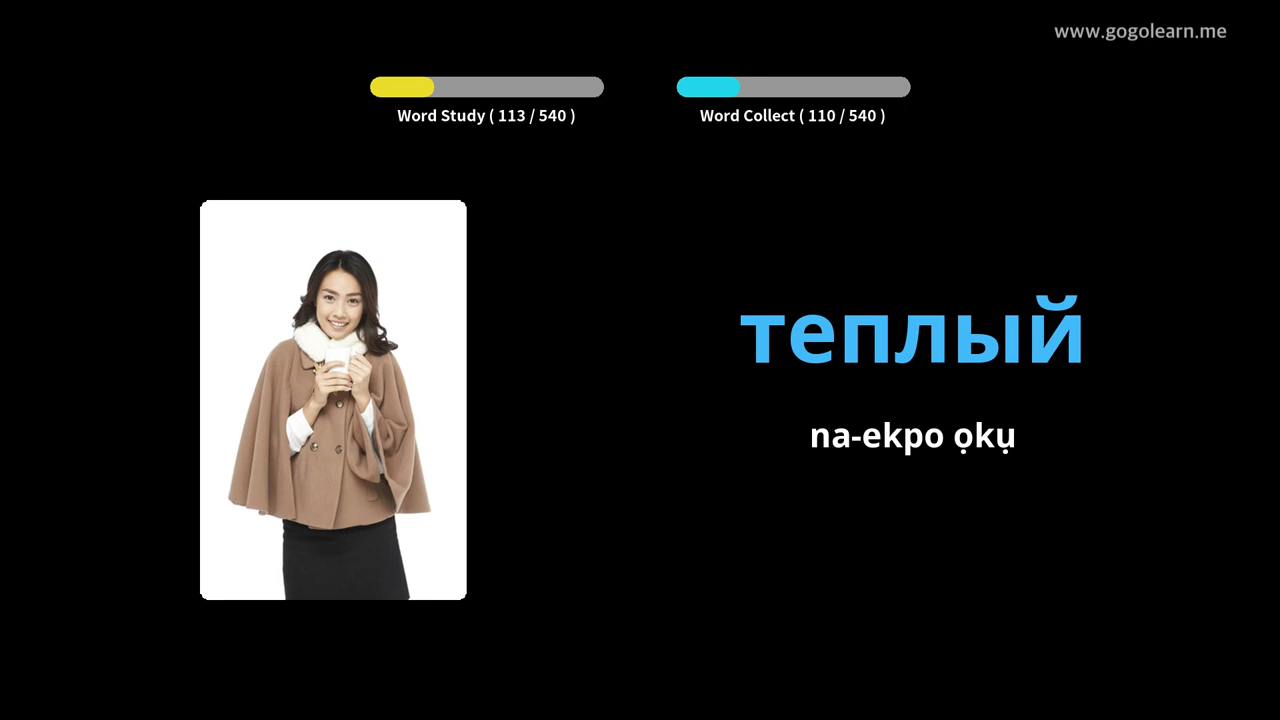 www.gogolearn.me
Word Study ( 113 / 540 )
Word Collect ( 110 / 540 )
теплый
na-ekpo ọkụ